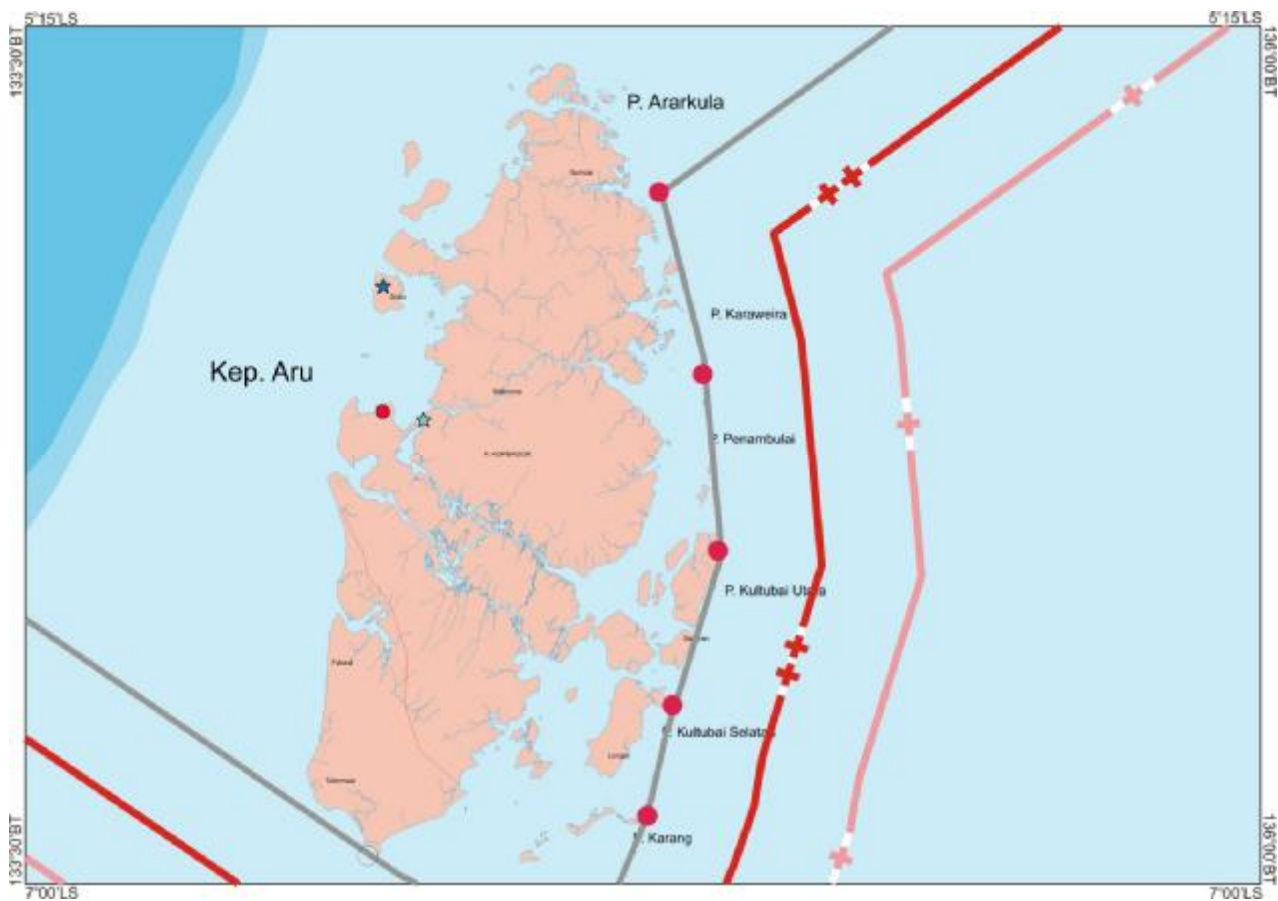 5°15'LS
5°15'LS
133°30'BT
136°00'BT
P. Ararkula
P. Karaweira
Kep. Aru
P. Penambulai
P. Kultubai Utara
P. Kultubai Selatan
P. Karang
133°30'BT
136°00'BT
7°00'LS
7°00'LS